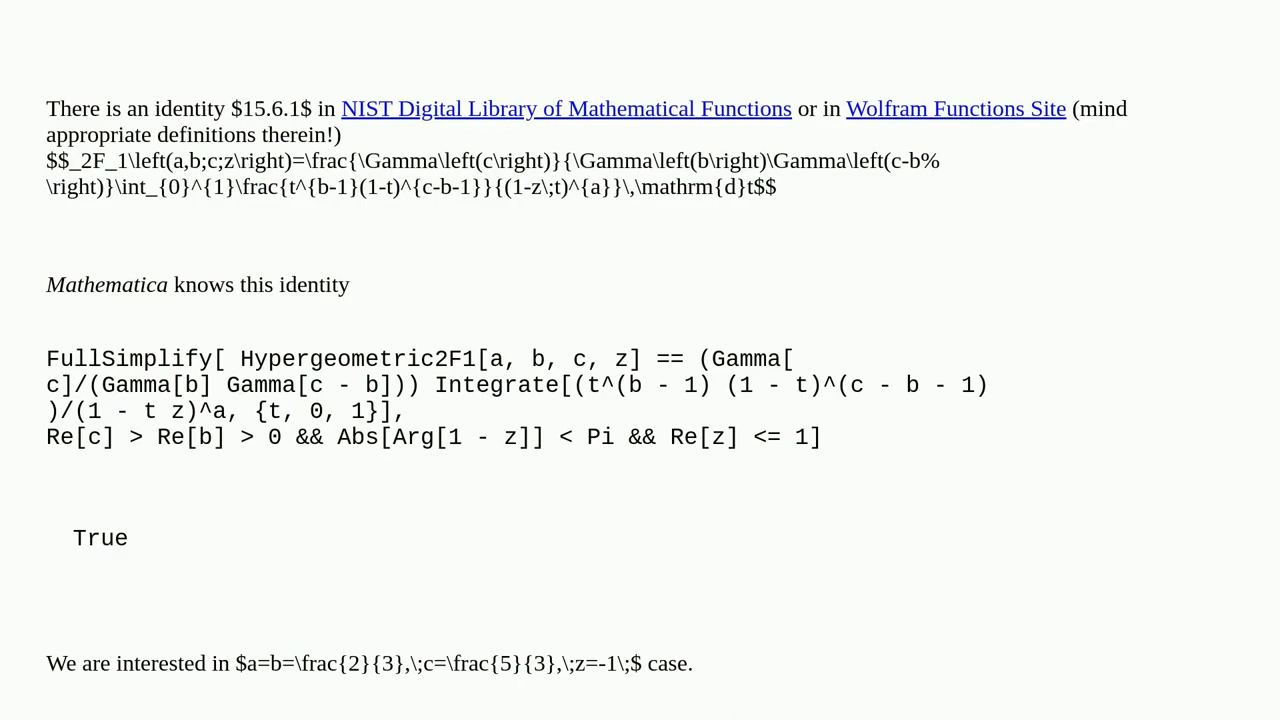 There is an identity $15.6.1$ in NIST Digital Library of Mathematical Functions or in Wolfram Functions Site (mind
appropriate definitions therein!)
$$_2F_1\left(a,b;c;z\right)=\frac{\Gamma\left(c\right)}{\Gamma\left(b\right)\Gamma\left(c-b%
\right)}\int_{0}^{1}\frac{t^{b-1}(1-t)^{c-b-1}}{(1-z\;t)^{a}}\,\mathrm{d}t$$
Mathematica knows this identity
FullSimplify[ Hypergeometric2F1[a, b, c, z] == (Gamma[
c]/(Gamma[b] Gamma[c - b])) Integrate[(t^(b - 1) (1 - t)^(c - b - 1)
)/(1 - t z)^a, {t, 0, 1}],
Re[c] > Re[b] > 0 && Abs[Arg[1 - z]] < Pi && Re[z] <= 1]
True
We are interested in $a=b=\frac{2}{3},\;c=\frac{5}{3},\;z=-1\;$ case.